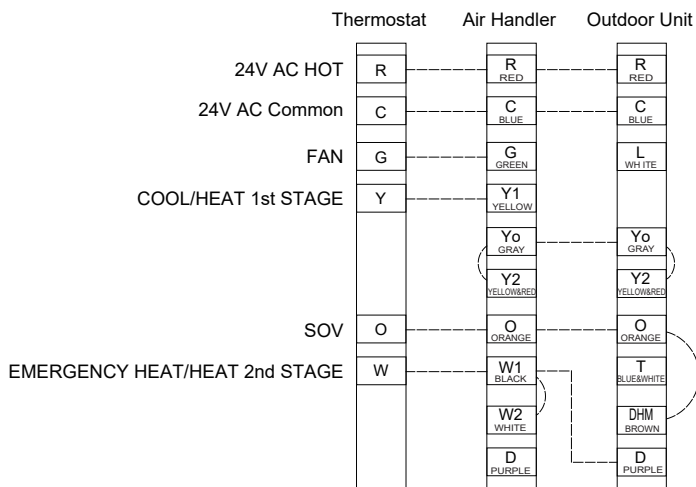 Thermostat Air Handler Outdoor Unit
24V AC HOT R R R
RED RED
24V AC Common C C C
BLUE BLUE
FAN G G L
GREEN WH ITE
COOL/HEAT 1st STAGE Y Y1
YELLOW
Yo Yo
GRAY GRAY
Y2 Y2
YELLOW&RED YELLOW&RED
SOV O O O
ORANGE ORANGE
EMERGENCY HEAT/HEAT 2nd STAGE W W1 T
BLACK BLUE&WHITE
W2 DHM
WHITE BROWN
D D
PURPLE PURPLE